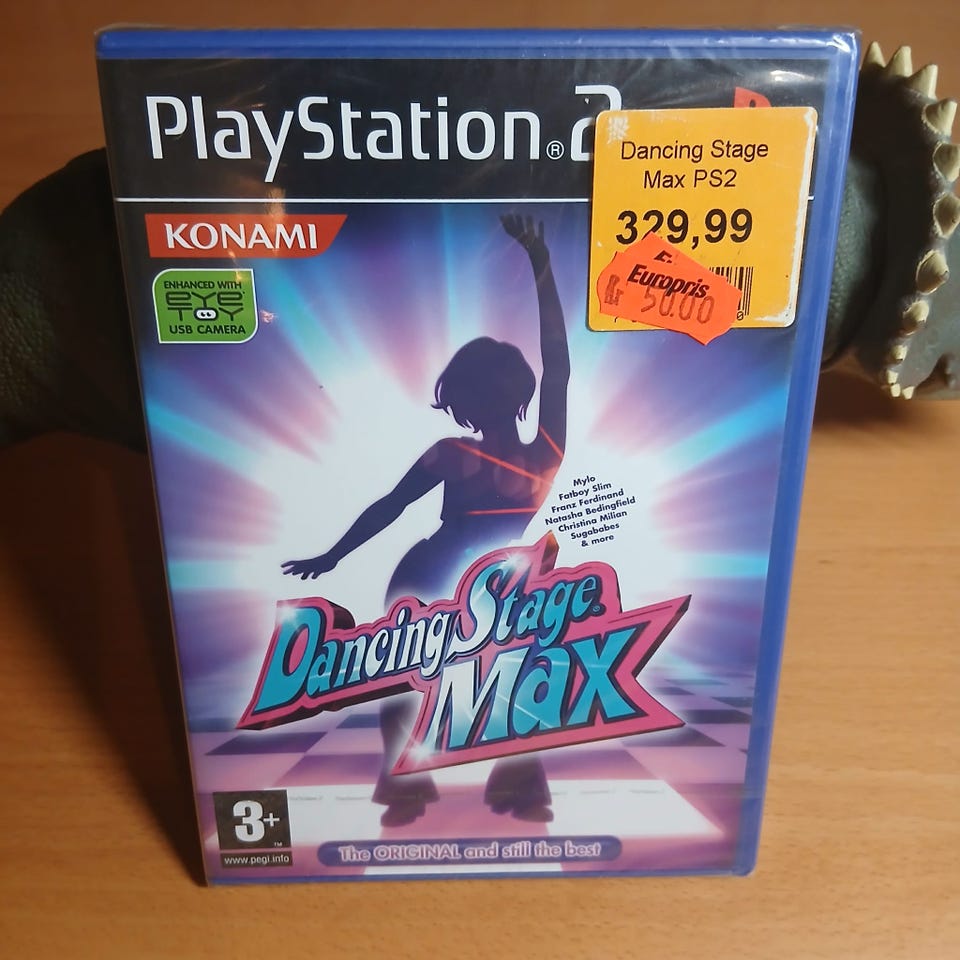 PlayStation®2
Dancing Stage
Max PS2
329,99
Europris
kr 50.00
KONAMI
ENHANCED WITH
EYE
TOY
USB CAMERA
Mylo
Fatboy Slim
Franz Ferdinand
Natasha Bedingfield
Christina Milian
Sugababes
& more
Dancing Stage®
Max
3+™
www.pegi.info
The ORIGINAL and still the best